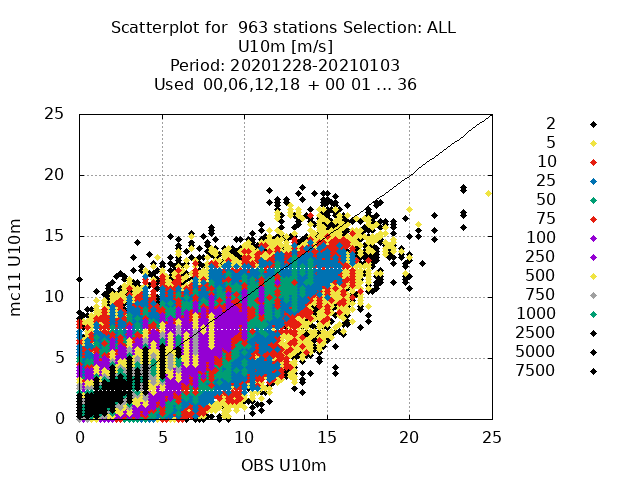 Scatterplot for  963 stations Selection: ALL
U10m [m/s]
Period: 20201228-20210103
Used  00,06,12,18  + 00 01 ... 36
25
20
15
10
5
0
0 5 10 15 20 25
mc11 U10m
OBS U10m
2
5
10
25
50
75
100
250
500
750
1000
2500
5000
7500